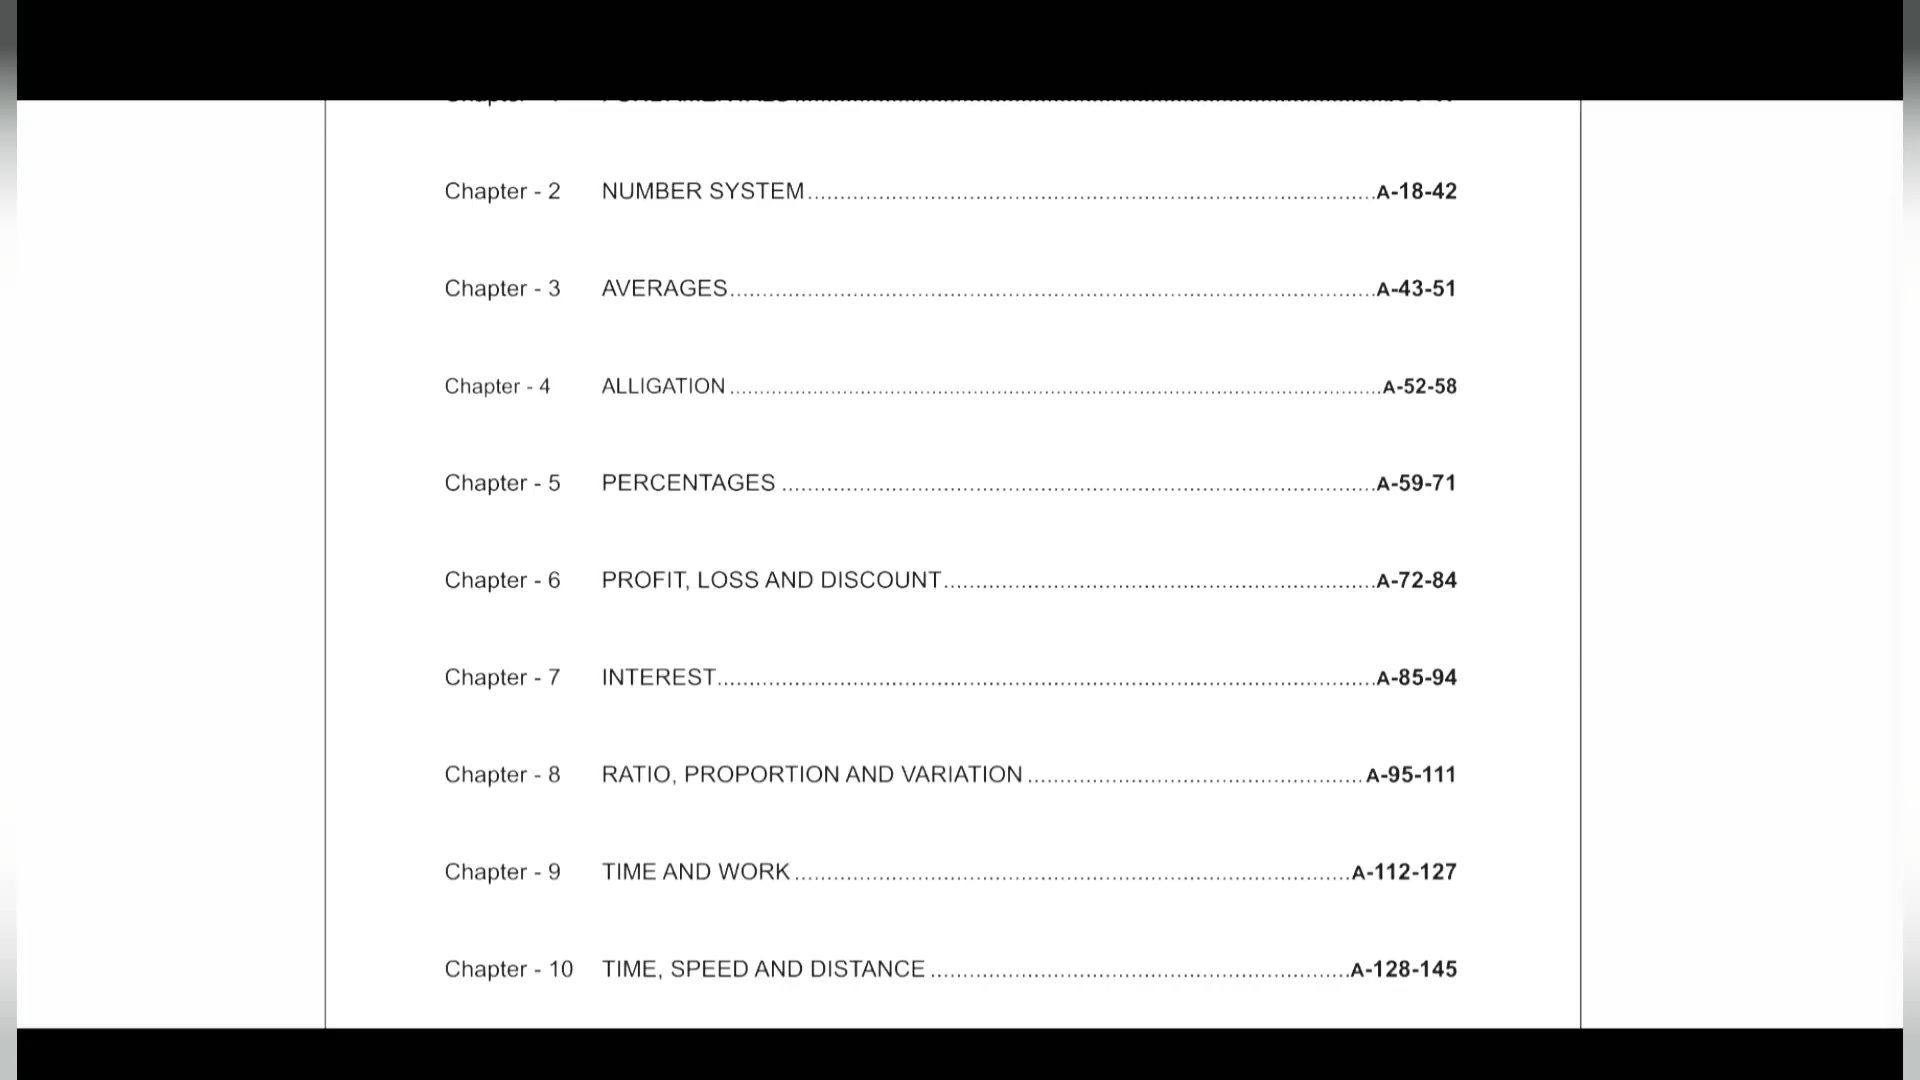 Chapter - 2 NUMBER SYSTEM........................................................................................A-18-42
Chapter - 3 AVERAGES....................................................................................................A-43-51
Chapter - 4 ALLIGATION....................................................................................................A-52-58
Chapter - 5 PERCENTAGES............................................................................................A-59-71
Chapter - 6 PROFIT, LOSS AND DISCOUNT...................................................................A-72-84
Chapter - 7 INTEREST......................................................................................................A-85-94
Chapter - 8 RATIO, PROPORTION AND VARIATION....................................................A-95-111
Chapter - 9 TIME AND WORK......................................................................................A-112-127
Chapter - 10 TIME, SPEED AND DISTANCE.................................................................A-128-145